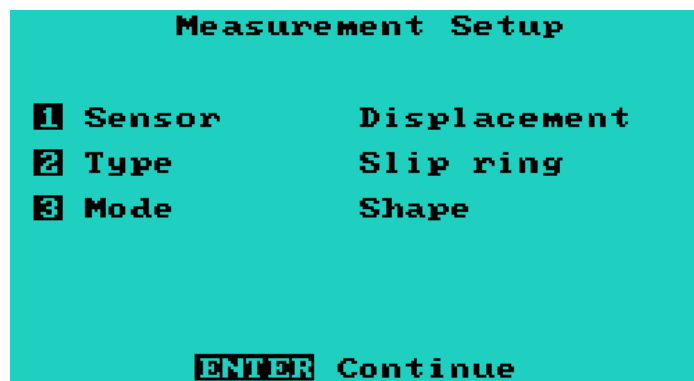 Measurement Setup
1 Sensor Displacement
2 Type Slip ring
3 Mode Shape
ENTER Continue